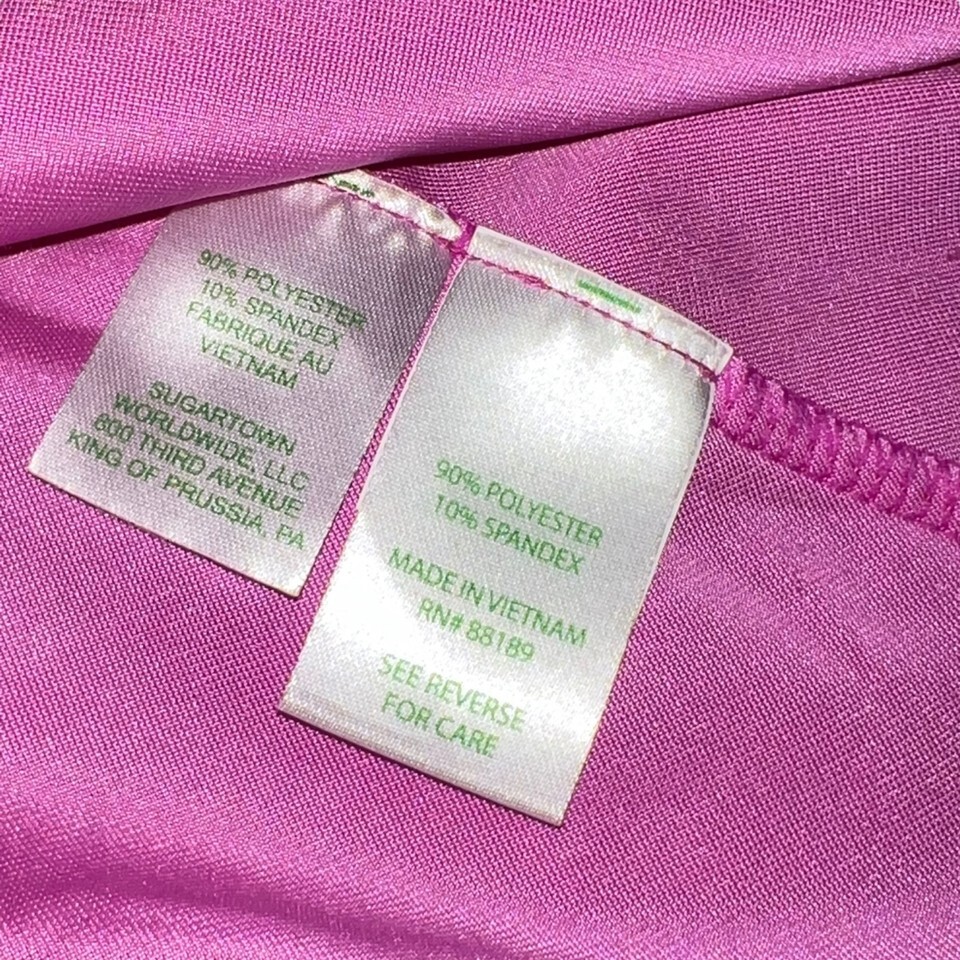 90% POLYESTER
10% SPANDEX
FABRIQUE AU
VIETNAM
SUGARTOWN
WORLDWIDE, LLC
800 THIRD AVENUE
KING OF PRUSSIA, PA
90% POLYESTER
10% SPANDEX
MADE IN VIETNAM
RN# 88189
SEE REVERSE
FOR CARE